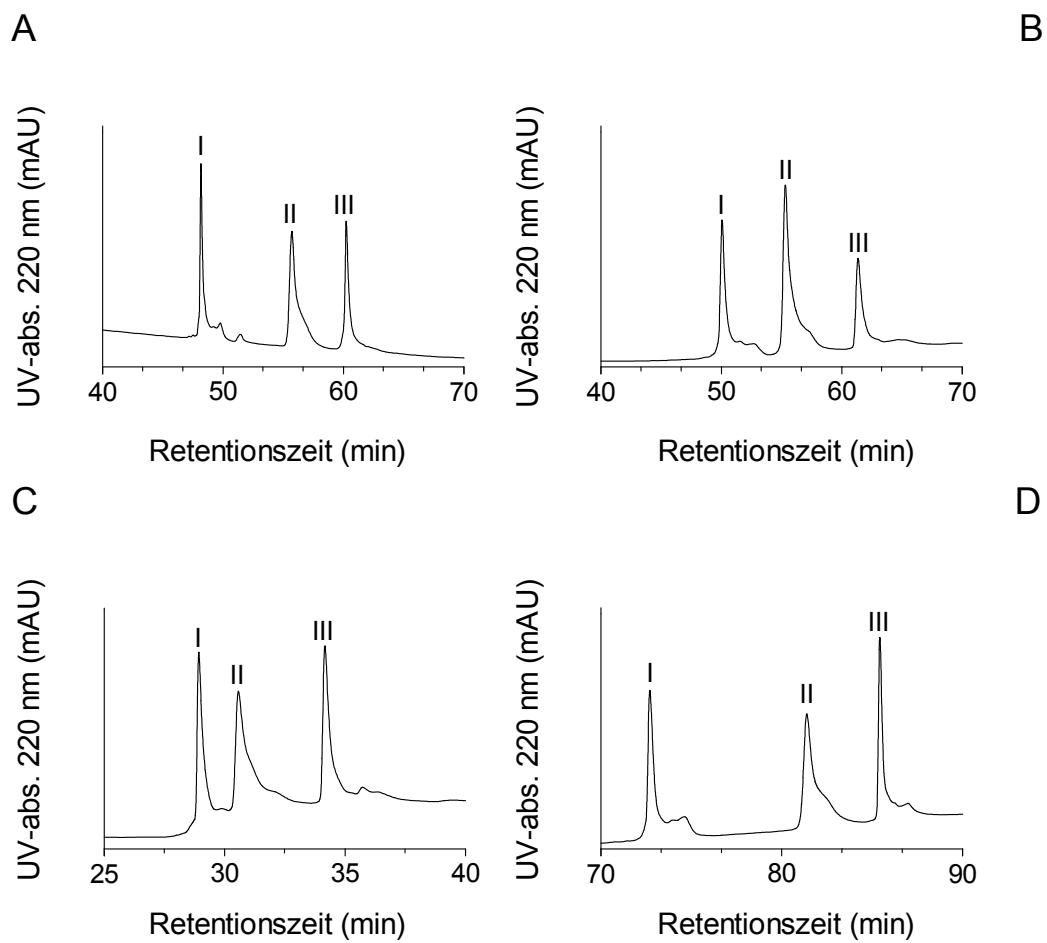 A
B
UV-abs. 220 nm (mAU)
I
II
III
40
50
60
70
Retentionszeit (min)
UV-abs. 220 nm (mAU)
I
II
III
40
50
60
70
Retentionszeit (min)
C
D
UV-abs. 220 nm (mAU)
I
II
III
25
30
35
40
Retentionszeit (min)
UV-abs. 220 nm (mAU)
I
II
III
70
80
90
Retentionszeit (min)